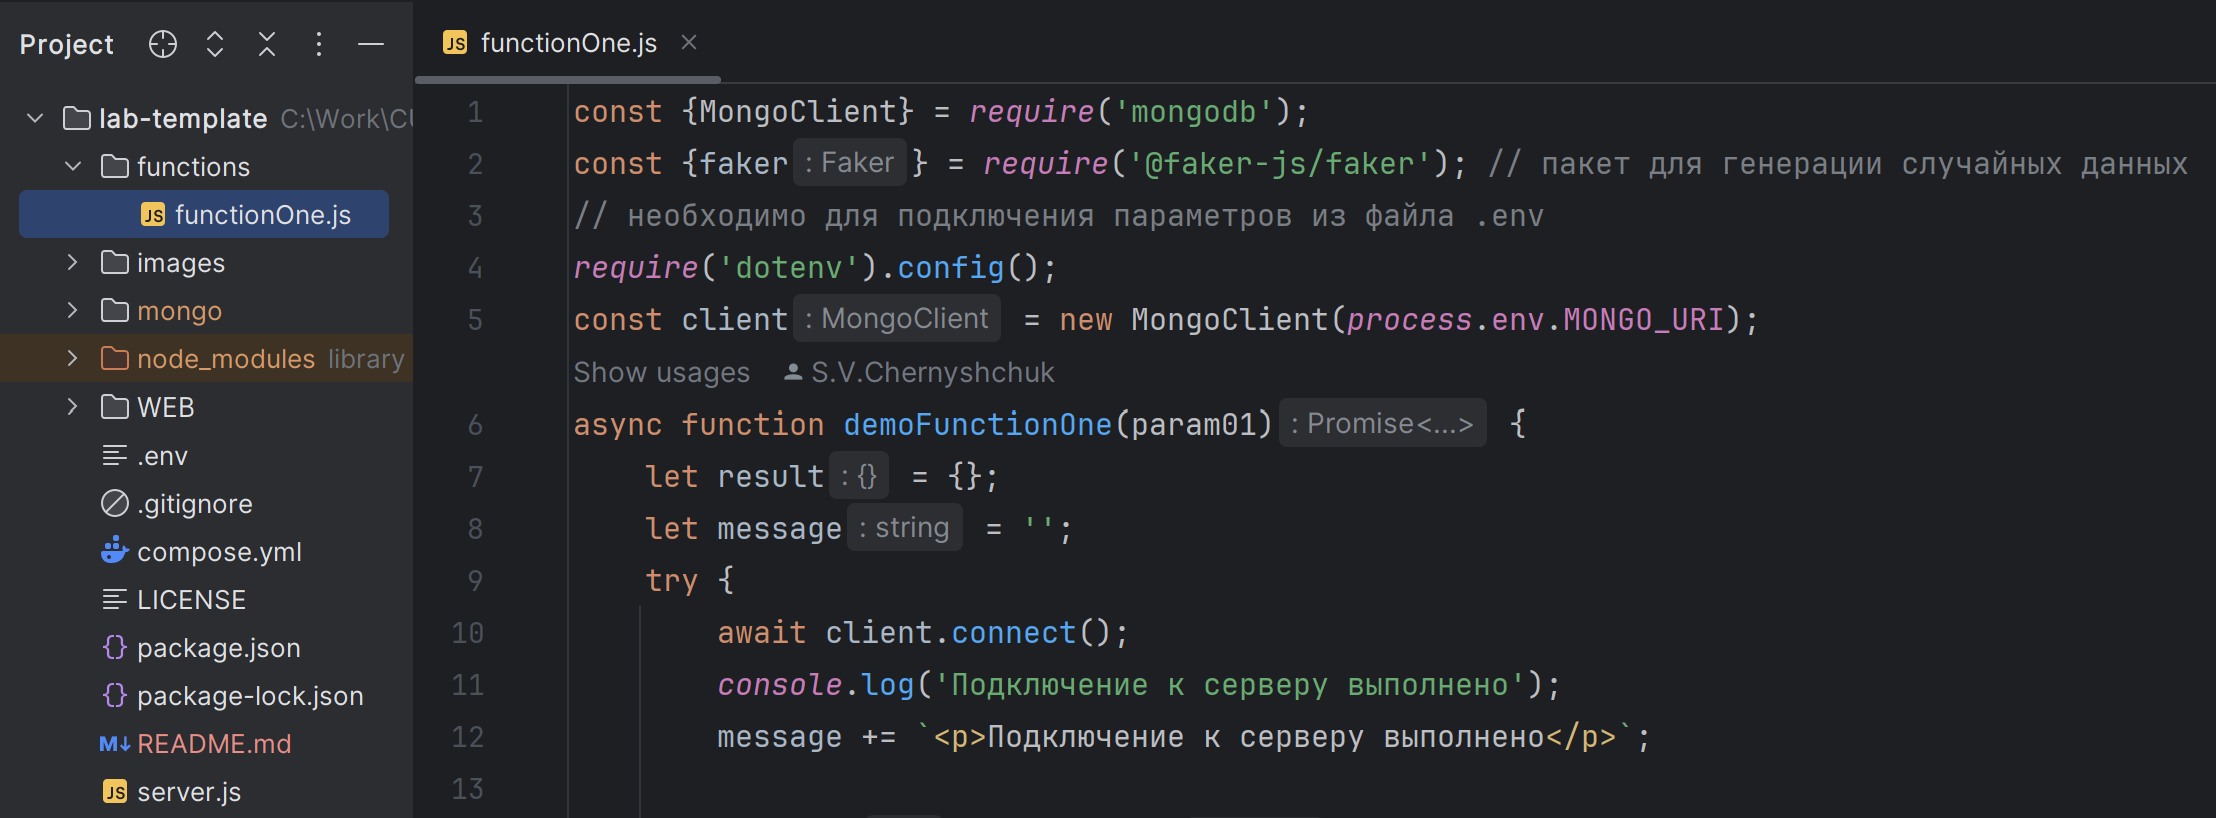 Project
lab-template C:\Work\CU
functions
functionOne.js
images
mongo
node_modules library
WEB
.env
.gitignore
compose.yml
LICENSE
package.json
package-lock.json
README.md
server.js
functionOne.js
1 const {MongoClient} = require('mongodb');
2 const {faker : Faker } = require('@faker-js/faker'); // пакет для генерации случайных данных
3 // необходимо для подключения параметров из файла .env
4 require('dotenv').config();
5 const client : MongoClient = new MongoClient(process.env.MONGO_URI);
Show usages S.V.Chernyshchuk
6 async function demoFunctionOne(param01) : Promise<...> {
7 let result : {} = {};
8 let message : string = '';
9 try {
10 await client.connect();
11 console.log('Подключение к серверу выполнено');
12 message += `<p>Подключение к серверу выполнено</p>`;
13